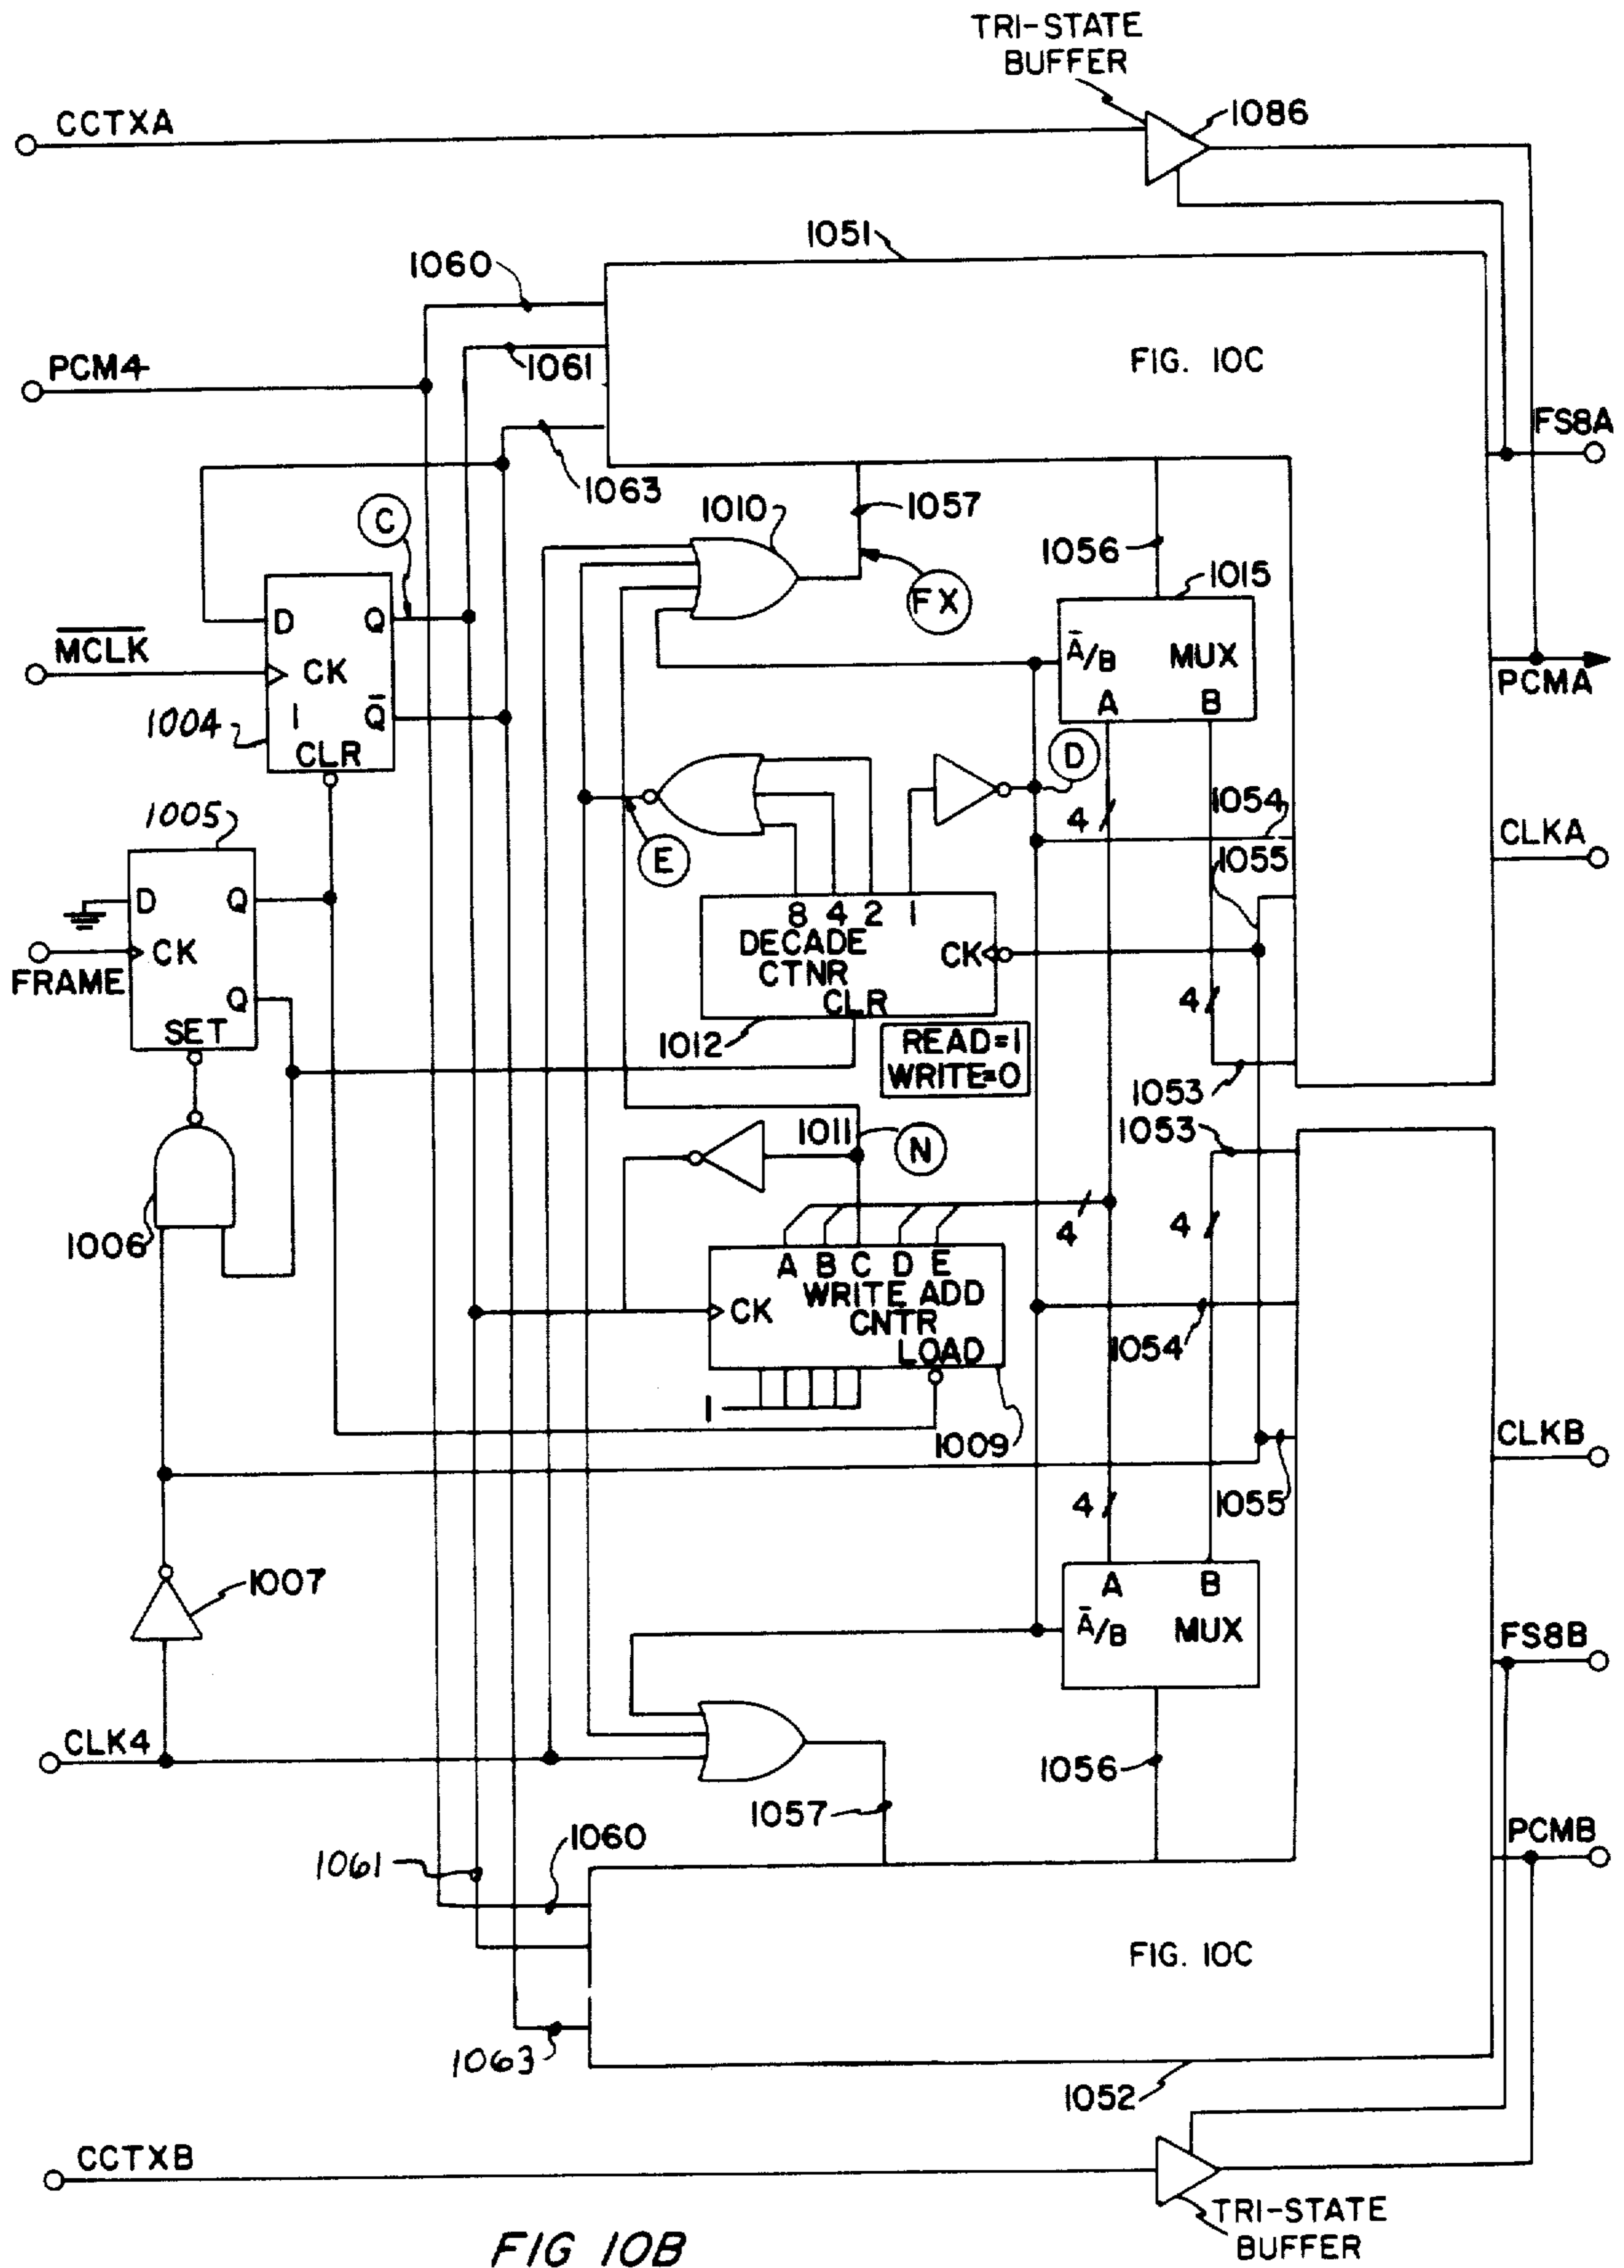 TRI-STATE
BUFFER
CCTXA
1086
1051
1060
PCM4
1061
FIG. 10C
FS8A
1063
C
1010
1057
1056
FX
1015
D Q
MCLK
CK
Ā/B MUX
PCMA
A B
1004
1
Q̄
CLR
D
4
1054
CLKA
1005
E
1055
D Q
8 4 2 1
DECADE
CTNR
CK
CLR
CK
FRAME
Q
4
SET
1012
READ=1
WRITE=0
1053
1053
1011
N
4
4
1006
A B C D E
WRITE ADD
CNTR
CK
LOAD
1054
1
1009
CLKB
4
1055
1007
A B
Ā/B MUX
FS8B
CLK4
1056
1057
PCMB
1060
1061
FIG. 10C
1063
1052
CCTXB
TRI-STATE
BUFFER
FIG 10B